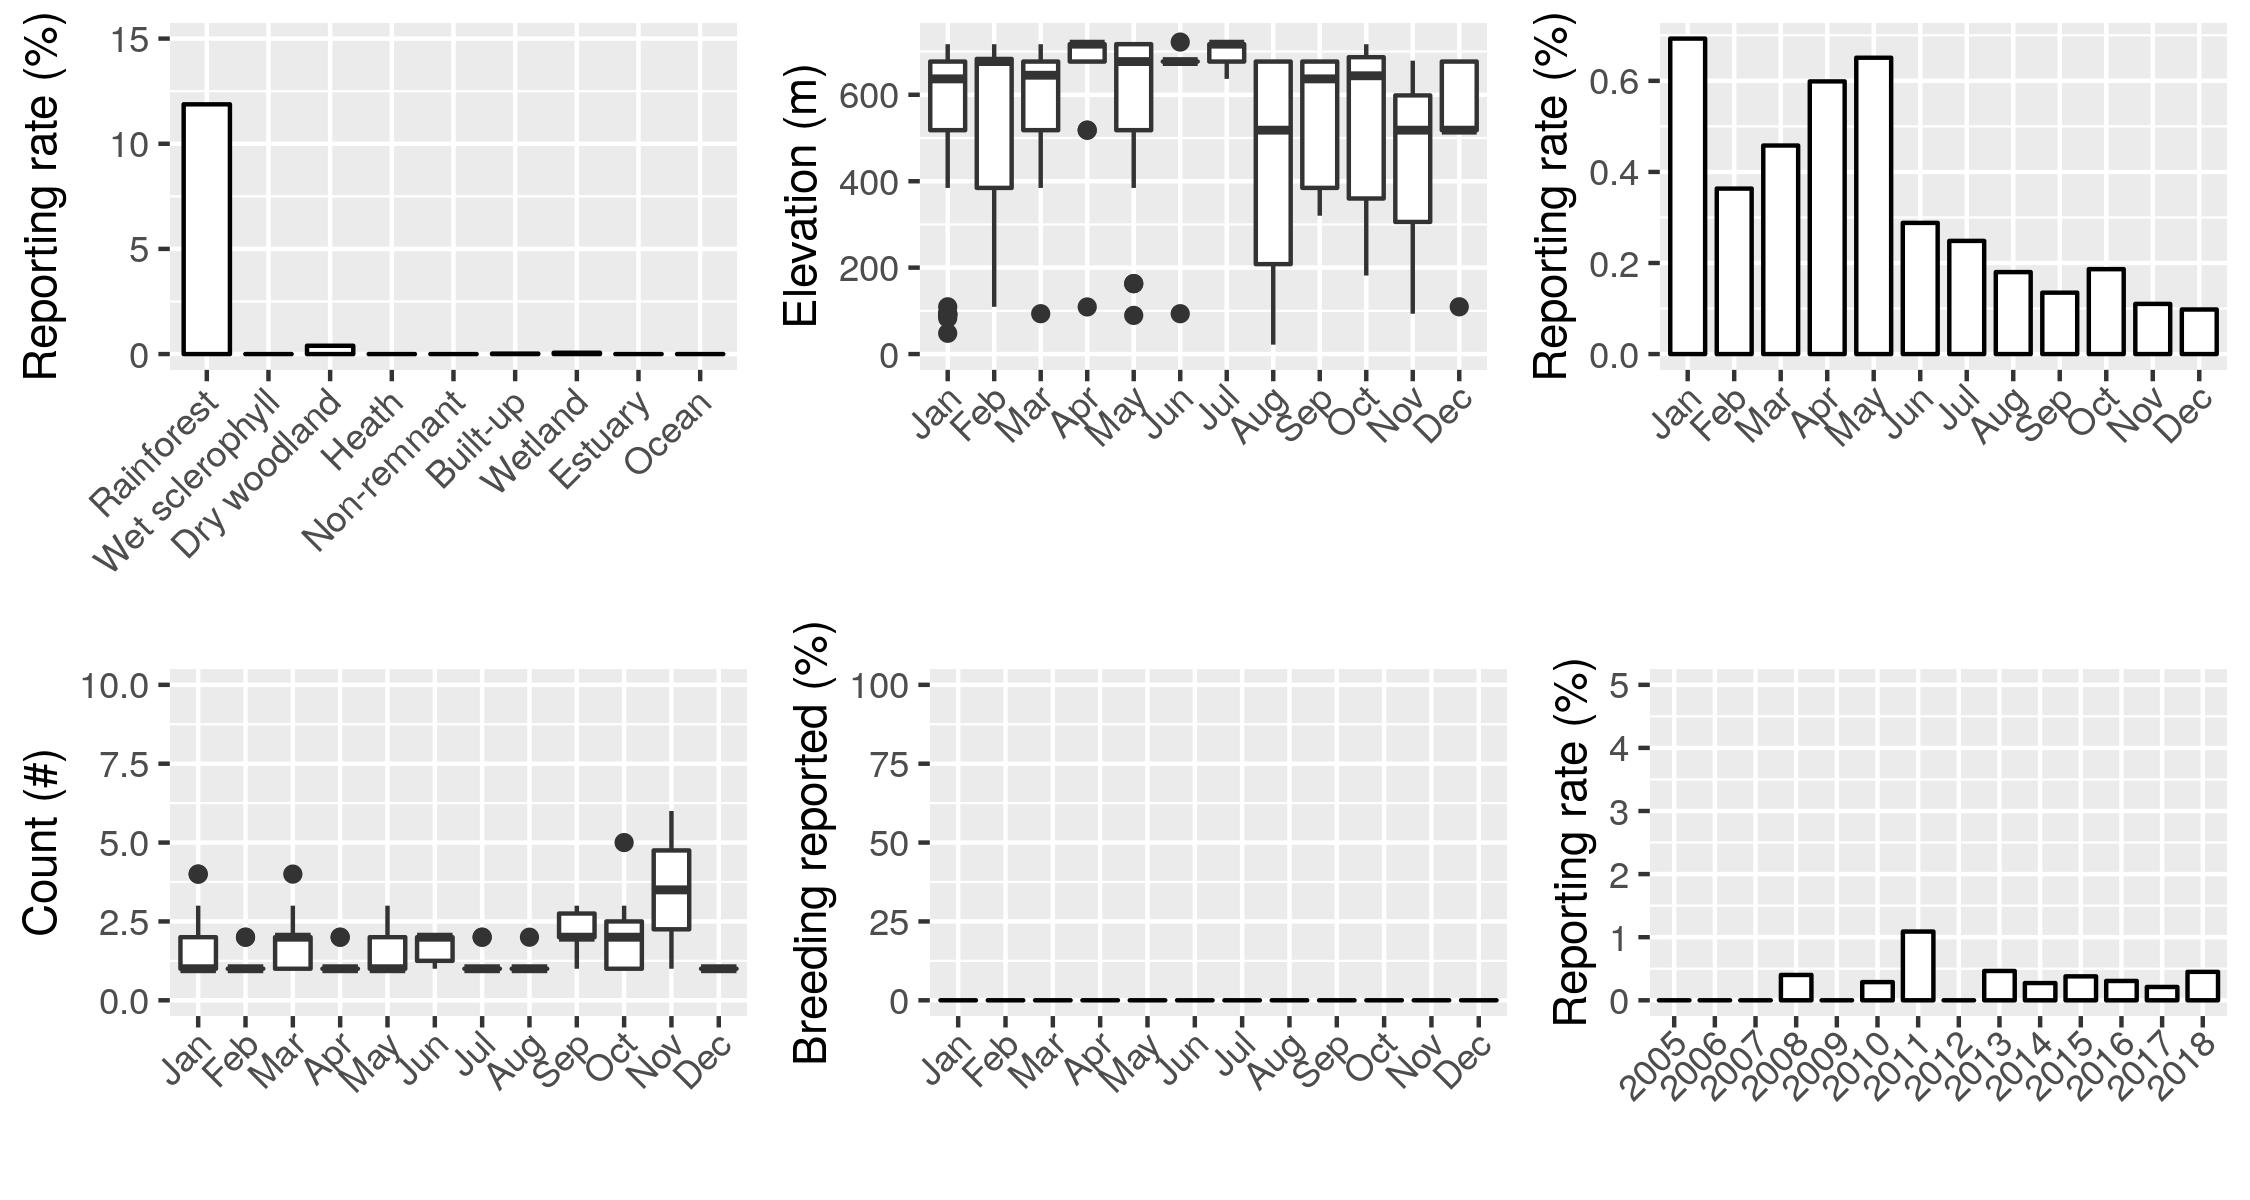 Reporting rate (%)
15
10
5
0
Rainforest
Wet sclerophyll
Dry woodland
Heath
Non-remnant
Built-up
Wetland
Estuary
Ocean
Elevation (m)
600
400
200
0
Jan
Feb
Mar
Apr
May
Jun
Jul
Aug
Sep
Oct
Nov
Dec
Reporting rate (%)
0.6
0.4
0.2
0.0
Jan
Feb
Mar
Apr
May
Jun
Jul
Aug
Sep
Oct
Nov
Dec
Count (#)
10.0
7.5
5.0
2.5
0.0
Jan
Feb
Mar
Apr
May
Jun
Jul
Aug
Sep
Oct
Nov
Dec
Breeding reported (%)
100
75
50
25
0
Jan
Feb
Mar
Apr
May
Jun
Jul
Aug
Sep
Oct
Nov
Dec
Reporting rate (%)
5
4
3
2
1
0
2005
2006
2007
2008
2009
2010
2011
2012
2013
2014
2015
2016
2017
2018